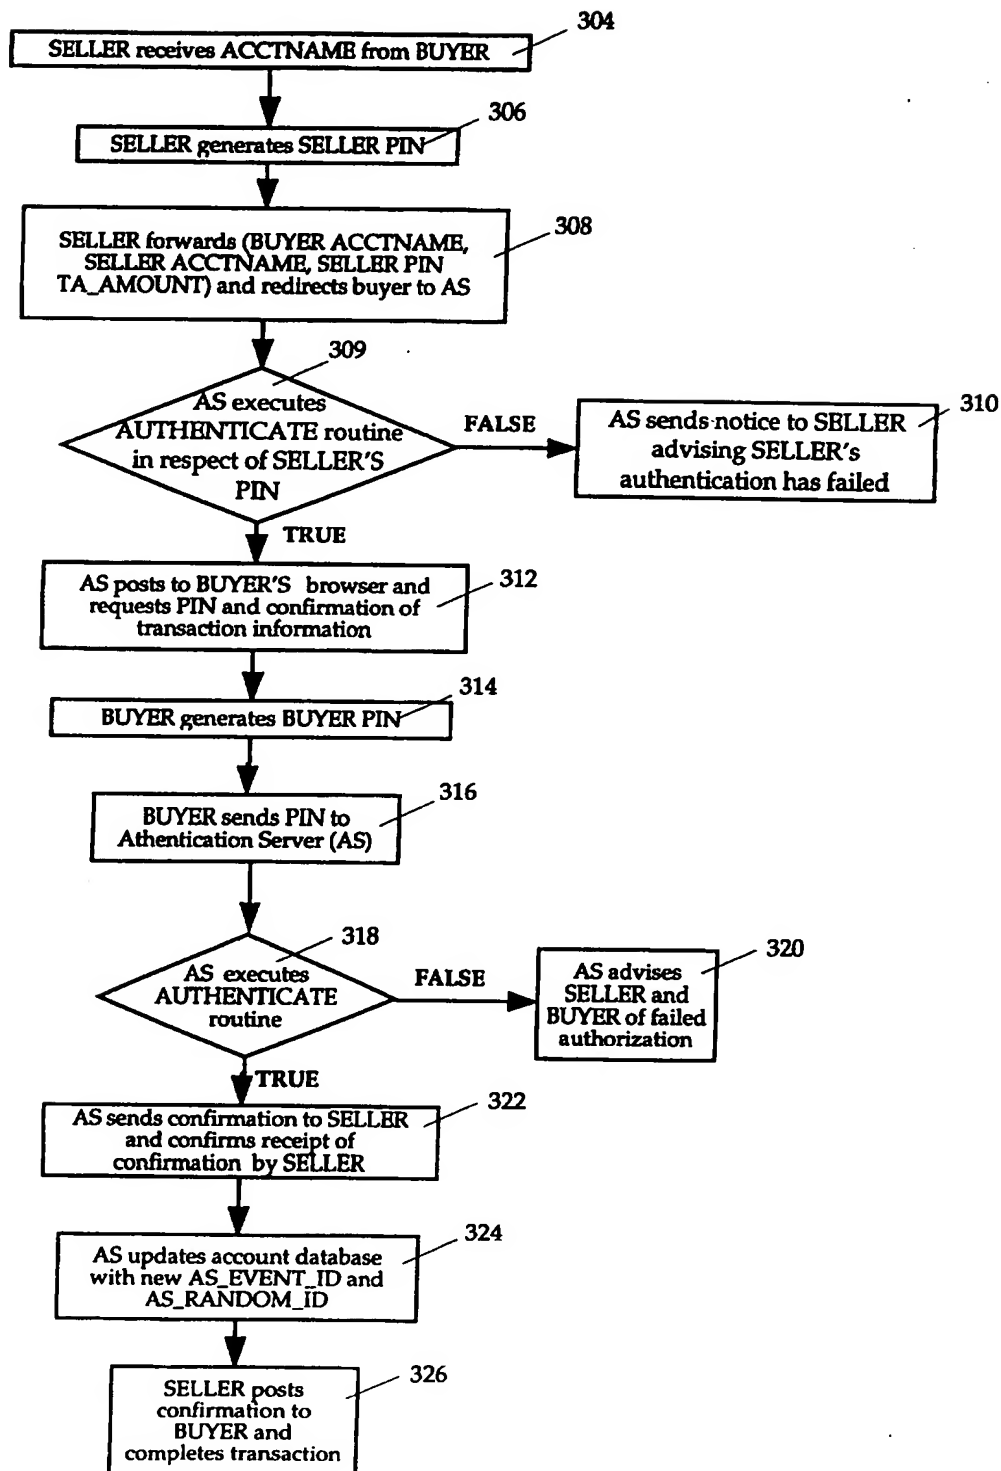 304
SELLER receives ACCTNAME from BUYER
306
SELLER generates SELLER PIN
308
SELLER forwards (BUYER ACCTNAME,
SELLER ACCTNAME, SELLER PIN
TA_AMOUNT) and redirects buyer to AS
309
AS executes
AUTHENTICATE routine
in respect of SELLER'S
PIN
FALSE
310
AS sends notice to SELLER
advising SELLER's
authentication has failed
TRUE
312
AS posts to BUYER'S browser and
requests PIN and confirmation of
transaction information
314
BUYER generates BUYER PIN
316
BUYER sends PIN to
Athentication Server (AS)
318
AS executes
AUTHENTICATE
routine
FALSE
320
AS advises
SELLER and
BUYER of failed
authorization
TRUE
322
AS sends confirmation to SELLER
and confirms receipt of
confirmation by SELLER
324
AS updates account database
with new AS_EVENT_ID and
AS_RANDOM_ID
326
SELLER posts
confirmation to
BUYER and
completes transaction